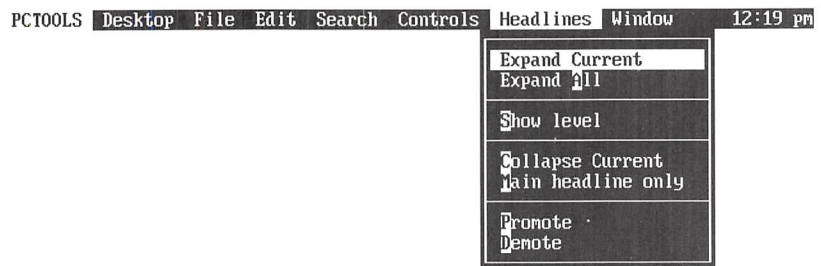 PCTOOLS Desktop File Edit Search Controls Headlines Window 12:19 pm
Expand Current
Expand All
Show level
Collapse Current
Main headline only
Promote
Demote